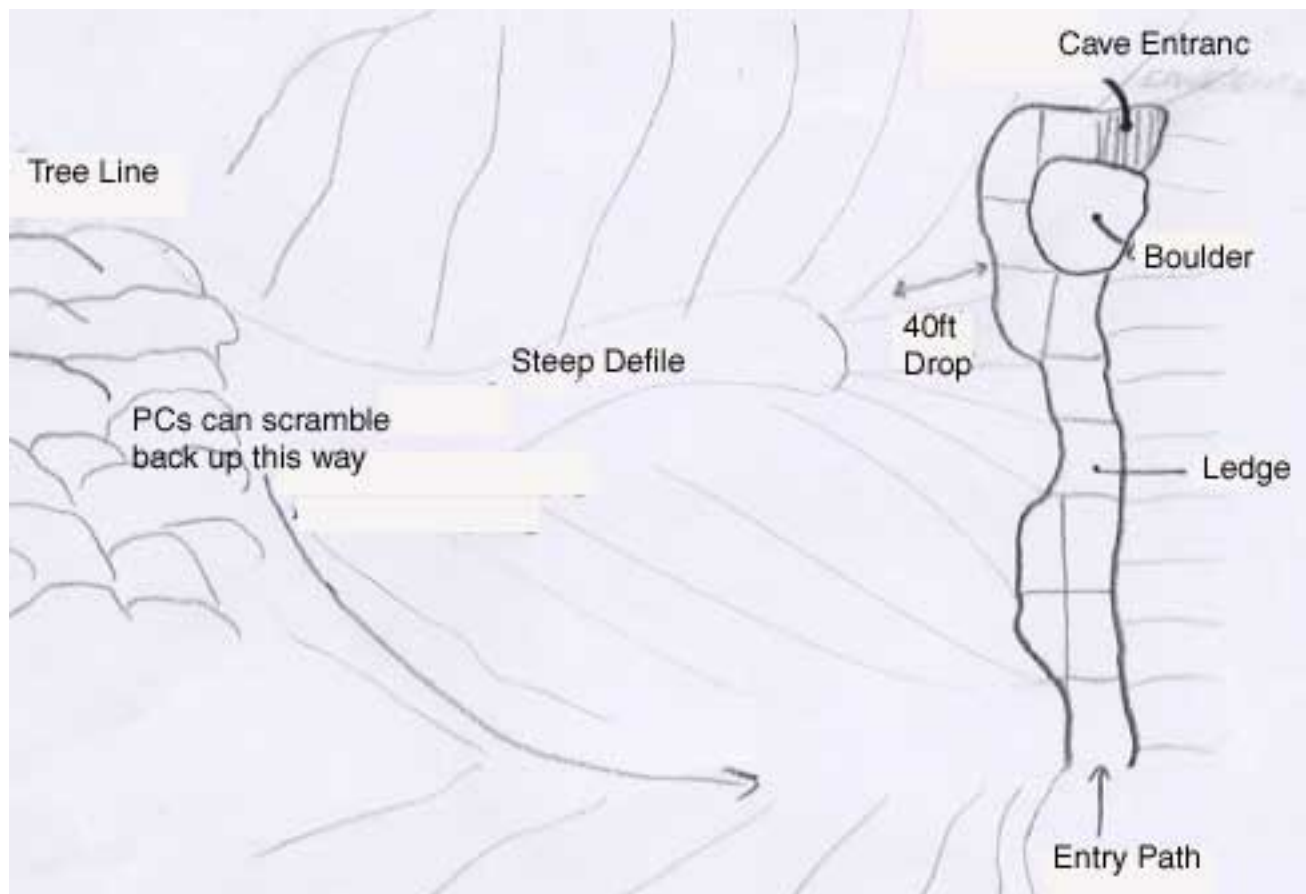 Cave Entranc
Tree Line
Boulder
40ft
Drop
Steep Defile
PCs can scramble
back up this way
Ledge
Entry Path